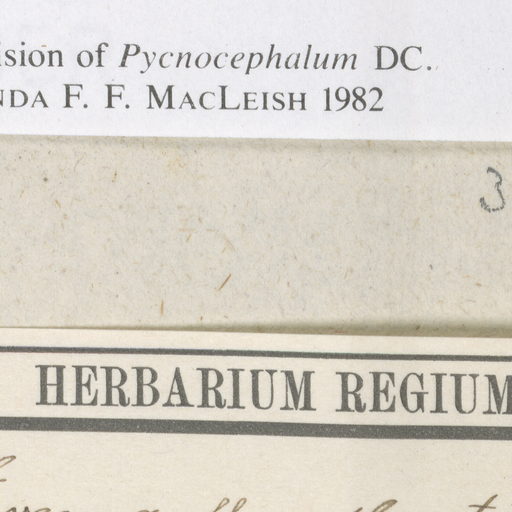 ision of Pycnocephalum DC.
NDA F. F. MACLEISH 1982
3
HERBARIUM REGIUM